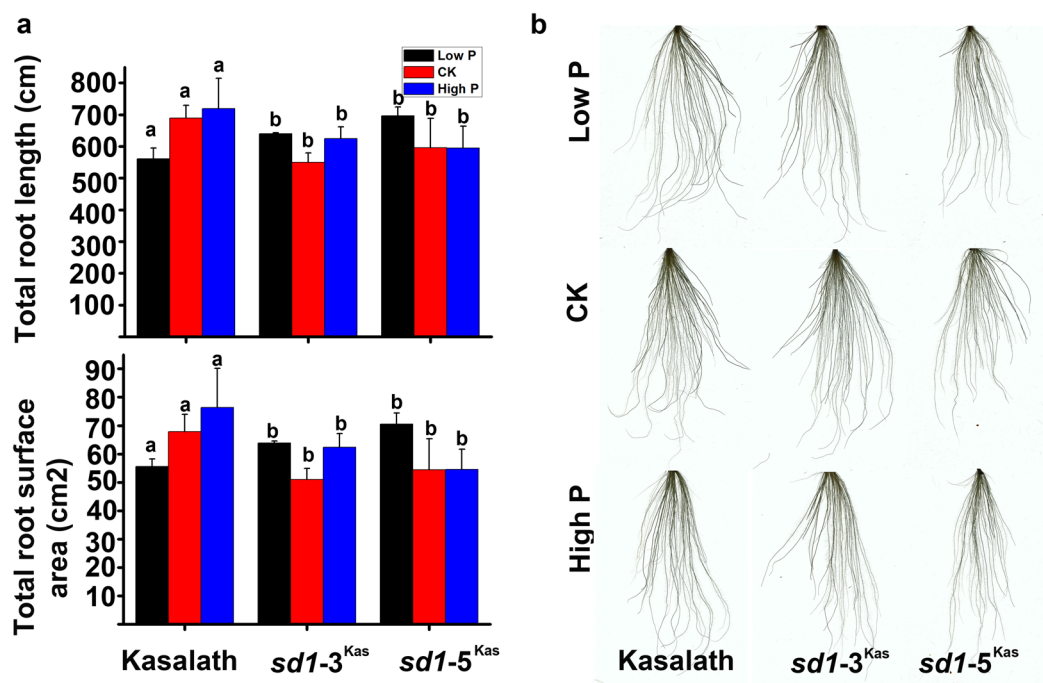 a
Total root length (cm)
800
700
600
500
400
300
200
100
Low P
CK
High P
a
a
a
b
b
b
b
b
b
Total root surface
area (cm2)
90
80
70
60
50
40
30
20
10
a
a
a
b
b
b
b
b
b
Kasalath
sd1-3Kas
sd1-5Kas
b
Low P
CK
High P
Kasalath
sd1-3Kas
sd1-5Kas